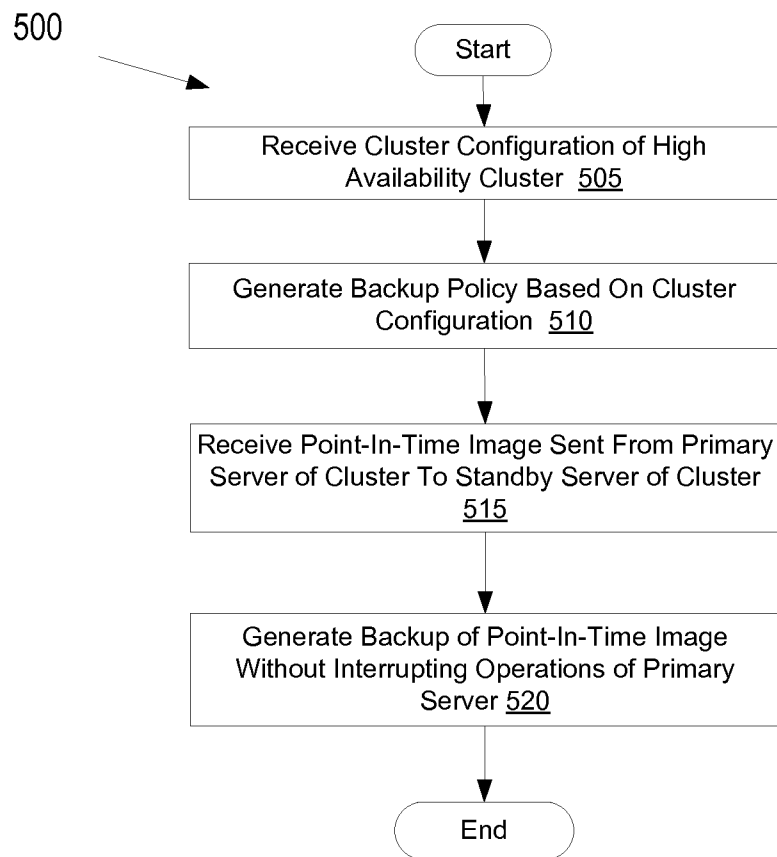 500
Start
Receive Cluster Configuration of High
Availability Cluster 505
Generate Backup Policy Based On Cluster
Configuration 510
Receive Point-In-Time Image Sent From Primary
Server of Cluster To Standby Server of Cluster
515
Generate Backup of Point-In-Time Image
Without Interrupting Operations of Primary
Server 520
End